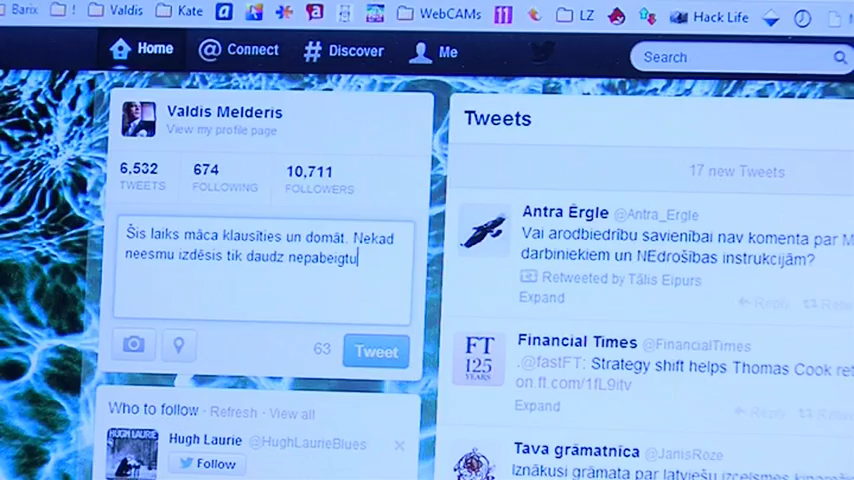 Barix ! Valdis Kate WebCAMs LZ Hack Life
Home Connect Discover Me Search
Valdis Melderis
View my profile page
6,532 674 10,711
TWEETS FOLLOWING FOLLOWERS
Šis laiks māca klausīties un domāt. Nekad
neesmu izdēsis tik daudz nepabeigtu
63 Tweet
Who to follow · Refresh · View all
HUGH LAURIE
Hugh Laurie @HughLaurieBlues
Follow
Tweets
17 new Tweets
Antra Ērgle @Antra_Ergle
Vai arodbiedrību savienībai nav komenta par M
darbiniekiem un NEdrošības instrukcijām?
Retweeted by Tālis Eipurs
Expand Reply
FT
125
YEARS
Financial Times @FinancialTimes
.@fastFT: Strategy shift helps Thomas Cook
on.ft.com/1fL9itv
Expand Reply
Tava grāmatnīca @JanisRoze
Iznākusi grāmata par latviešu izcelsmes